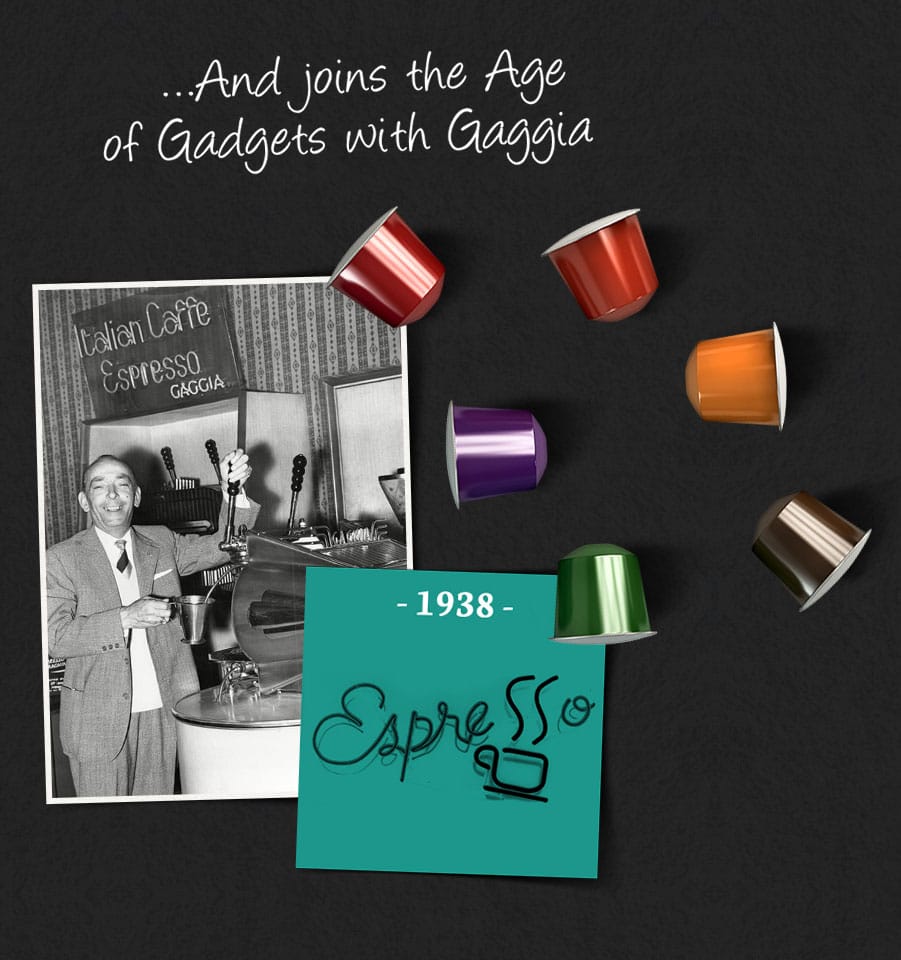 ...And joins the Age
of Gadgets with Gaggia
Italian Caffe
Espresso
GAGGIA
- 1938 -
Espresso